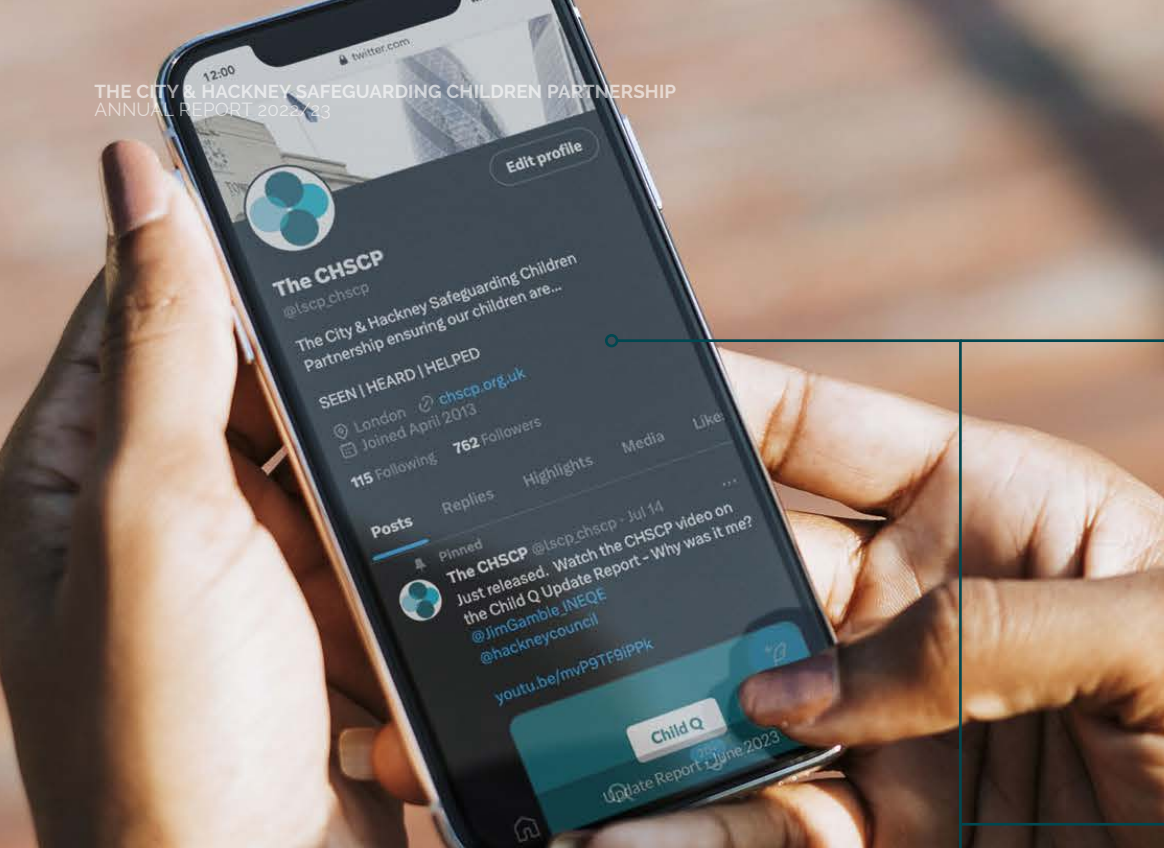 THE CITY & HACKNEY SAFEGUARDING CHILDREN PARTNERSHIP
ANNUAL REPORT 2022/23
12:00
twitter.com
TOWN
Edit profile
The CHSCP
@lscp_chscp
The City & Hackney Safeguarding Children
Partnership ensuring our children are...
SEEN | HEARD | HELPED
London chscp.org.uk
Joined April 2013
115 Following 762 Followers
Posts Replies Highlights Media Likes
Pinned
The CHSCP @lscp_chscp · Jul 14 ...
Just released. Watch the CHSCP video on
the Child Q Update Report – Why was it me?
@JimGamble_INEQE
@hackneycouncil
youtu.be/mvP9TF9iPPk
Child Q
Update Report - June 2023